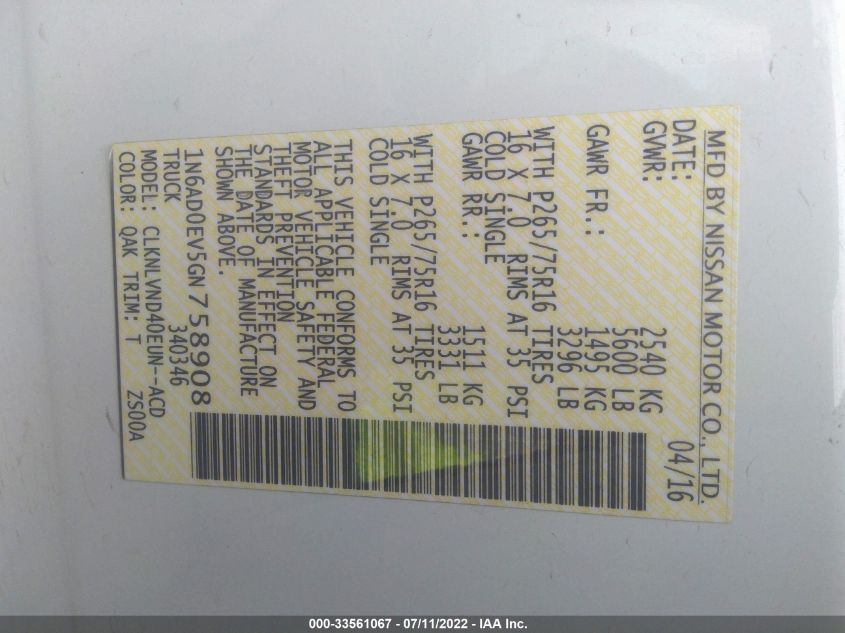 MFD BY NISSAN MOTOR CO., LTD.
DATE: 04/16
GVWR: 2540 KG
5600 LB
GAWR FR.: 1495 KG
3296 LB
WITH P265/75R16 TIRES
16 X 7.0 RIMS AT 35 PSI
COLD SINGLE
GAWR RR.: 1511 KG
3331 LB
WITH P265/75R16 TIRES
16 X 7.0 RIMS AT 35 PSI
COLD SINGLE
THIS VEHICLE CONFORMS TO
ALL APPLICABLE FEDERAL
MOTOR VEHICLE SAFETY AND
THEFT PREVENTION
STANDARDS IN EFFECT ON
THE DATE OF MANUFACTURE
SHOWN ABOVE.
1N6AD0EV5GN758908
TRUCK 340346
MODEL: CLKNLVND40EUN--ACD
COLOR: QAK TRIM: T ZS00A
000-33561067 - 07/11/2022 - IAA Inc.